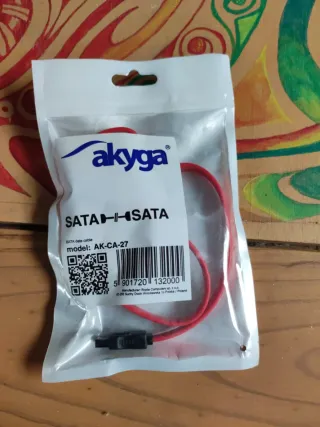 akyga®
SATA SATA
SATA data cable
model: AK-CA-27
5 901720 132000